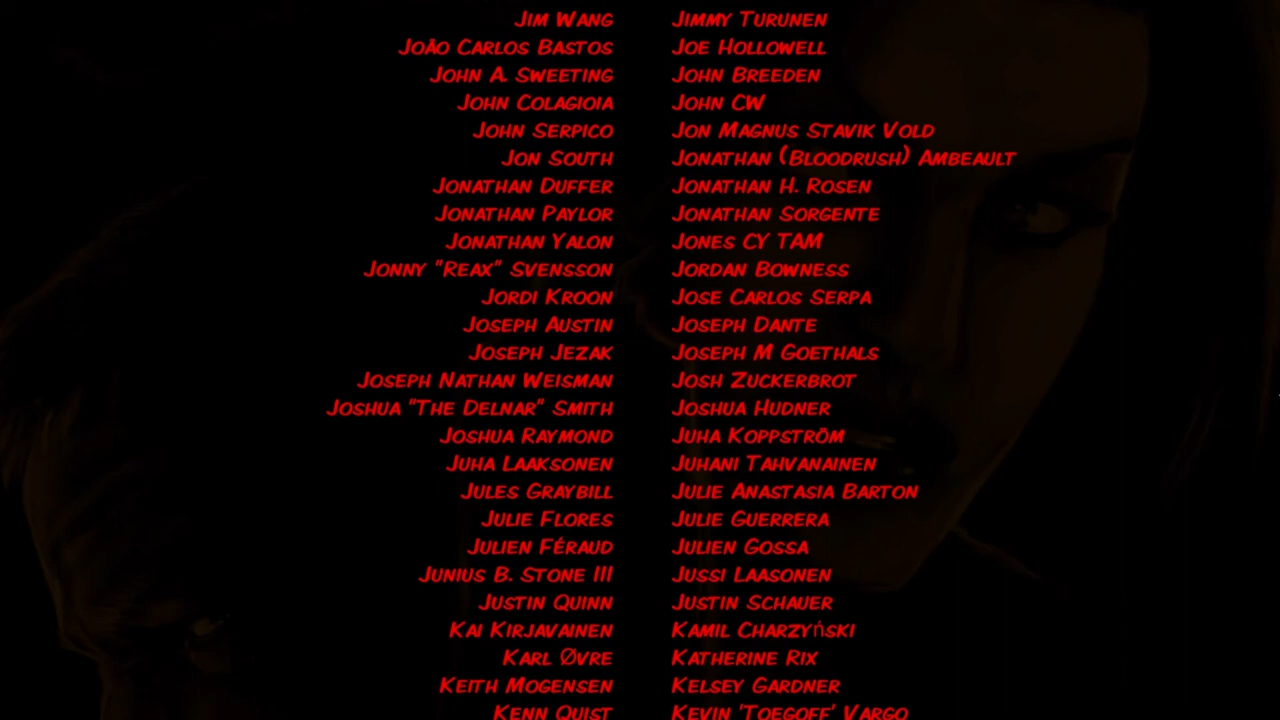 Jim Wang Jimmy Turunen
João Carlos Bastos Joe Hollowell
John A. Sweeting John Breeden
John Colagioia John CW
John Serpico Jon Magnus Stavik Vold
Jon South Jonathan (Bloodrush) Ambeault
Jonathan Duffer Jonathan H. Rosen
Jonathan Paylor Jonathan Sorgente
Jonathan Yalon Jones CY TAM
Jonny "Reax" Svensson Jordan Bowness
Jordi Kroon Jose Carlos Serpa
Joseph Austin Joseph Dante
Joseph Jezak Joseph M Goethals
Joseph Nathan Weisman Josh Zuckerbrot
Joshua "The Delnar" Smith Joshua Hudner
Joshua Raymond Juha Koppström
Juha Laaksonen Juhani Tahvanainen
Jules Graybill Julie Anastasia Barton
Julie Flores Julie Guerrera
Julien Féraud Julien Gossa
Junius B. Stone III Jussi Laasonen
Justin Quinn Justin Schauer
Kai Kirjavainen Kamil Charzyński
Karl Øvre Katherine Rix
Keith Mogensen Kelsey Gardner
Kenn Quist Kevin 'Toegoff' Vargo